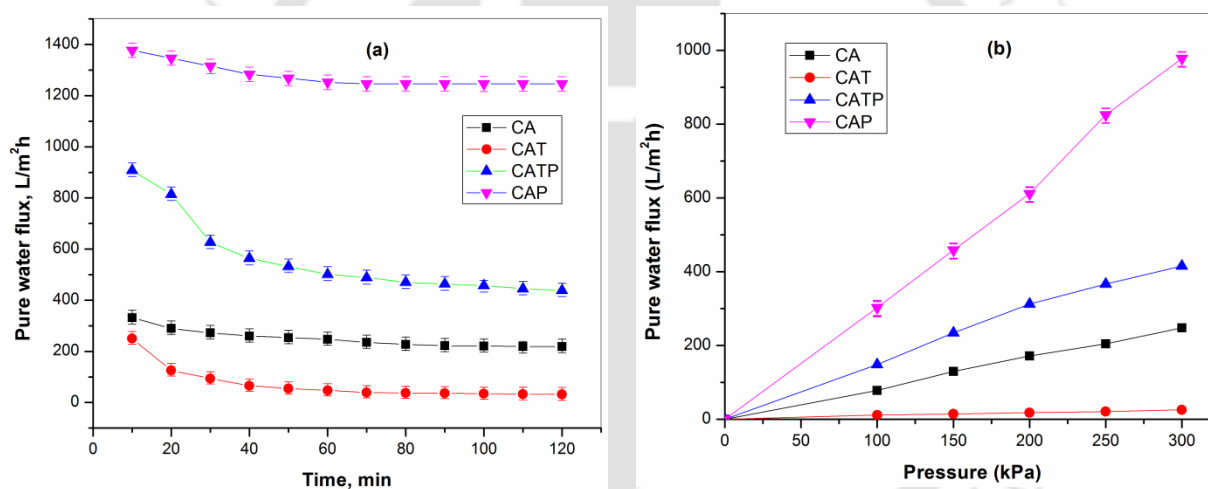 (a)
Pure water flux, L/m²h
1400
1200
1000
800
600
400
200
0
CA
CAT
CATP
CAP
0 20 40 60 80 100 120
Time, min
(b)
Pure water flux (L/m²h)
1000
800
600
400
200
0
CA
CAT
CATP
CAP
0 50 100 150 200 250 300
Pressure (kPa)